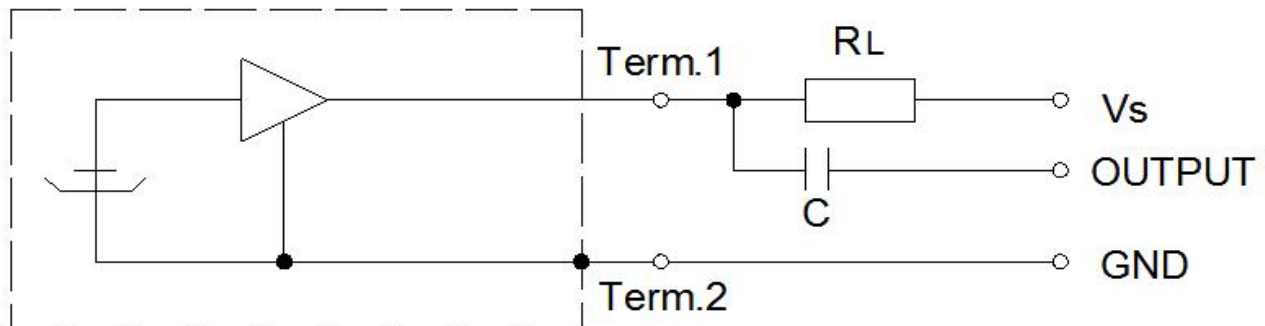 Term.1
RL
Vs
OUTPUT
C
GND
Term.2